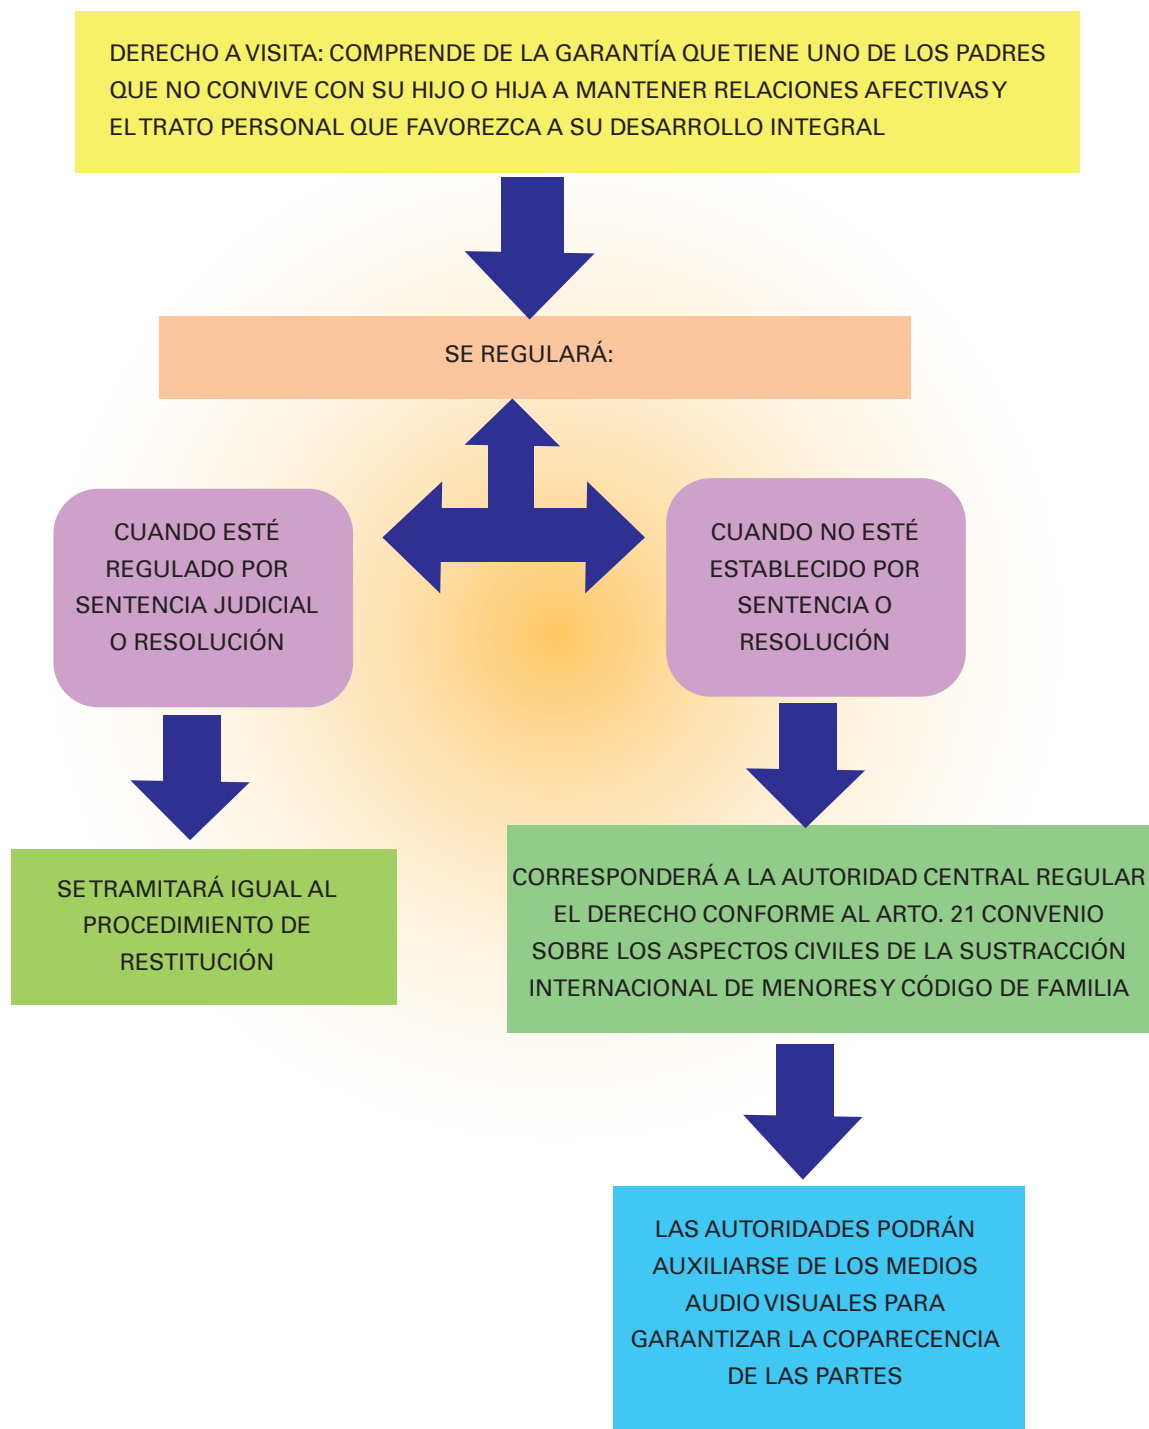 DERECHO A VISITA: COMPRENDE DE LA GARANTÍA QUE TIENE UNO DE LOS PADRES
QUE NO CONVIVE CON SU HIJO O HIJA A MANTENER RELACIONES AFECTIVAS Y
EL TRATO PERSONAL QUE FAVOREZCA A SU DESARROLLO INTEGRAL
SE REGULARÁ:
CUANDO ESTÉ
REGULADO POR
SENTENCIA JUDICIAL
O RESOLUCIÓN
CUANDO NO ESTÉ
ESTABLECIDO POR
SENTENCIA O
RESOLUCIÓN
SE TRAMITARÁ IGUAL AL
PROCEDIMIENTO DE
RESTITUCIÓN
CORRESPONDERÁ A LA AUTORIDAD CENTRAL REGULAR
EL DERECHO CONFORME AL ARTO. 21 CONVENIO
SOBRE LOS ASPECTOS CIVILES DE LA SUSTRACCIÓN
INTERNACIONAL DE MENORES Y CÓDIGO DE FAMILIA
LAS AUTORIDADES PODRÁN
AUXILIARSE DE LOS MEDIOS
AUDIO VISUALES PARA
GARANTIZAR LA COPARECENCIA
DE LAS PARTES